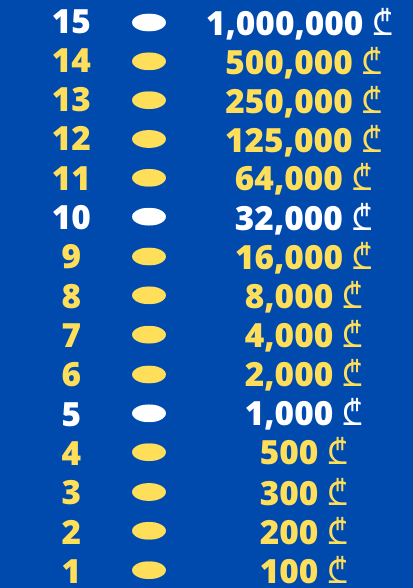 15 1,000,000 ₾
14 500,000 ₾
13 250,000 ₾
12 125,000 ₾
11 64,000 ₾
10 32,000 ₾
9 16,000 ₾
8 8,000 ₾
7 4,000 ₾
6 2,000 ₾
5 1,000 ₾
4 500 ₾
3 300 ₾
2 200 ₾
1 100 ₾